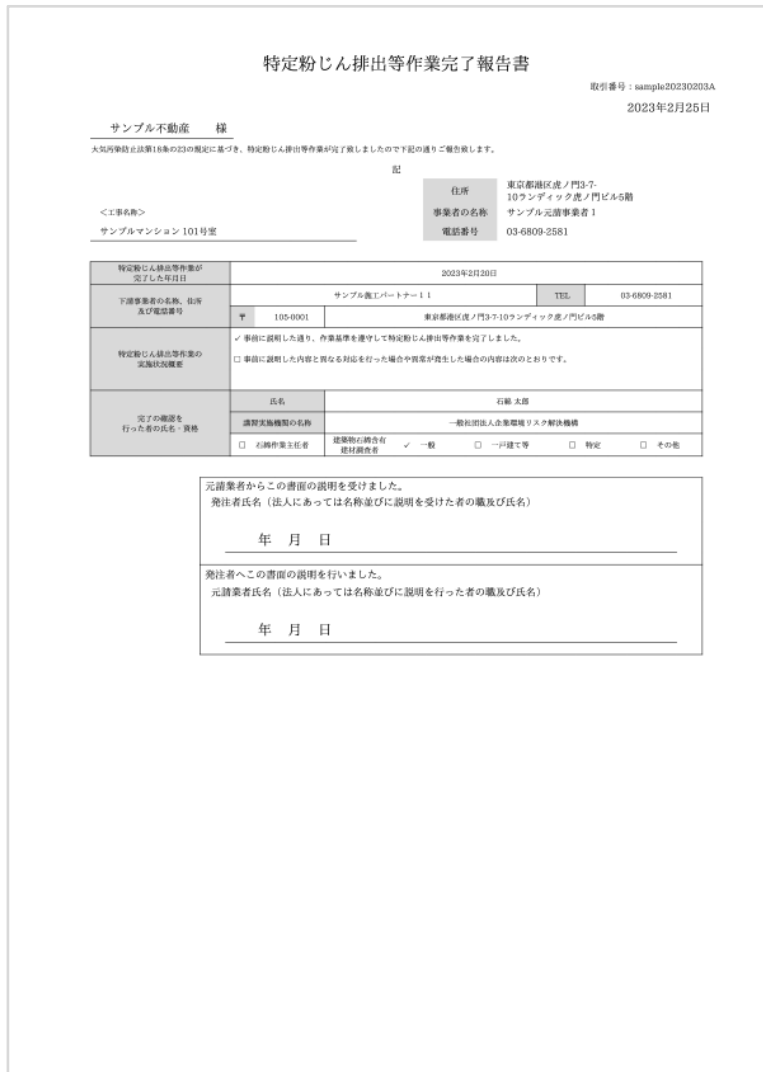 特定粉じん排出等作業完了報告書
取引番号：sample20230203A
2023年2月25日
サンプル不動産　　様
大気汚染防止法第18条の23の規定に基づき、特定粉じん排出等作業が完了致しましたので下記の通りご報告致します。
記
住所　東京都港区虎ノ門3-7-
10ランディック虎ノ門ビル5階
＜工事名称＞　事業者の名称　サンプル元請事業者１
サンプルマンション 101号室　電話番号　03-6809-2581
特定粉じん排出等作業が
完了した年月日　2023年2月20日
下請事業者の名称、住所
及び電話番号　サンプル施工パートナー１１　TEL　03-6809-2581
〒　105-0001　東京都港区虎ノ門3-7-10ランディック虎ノ門ビル5階
特定粉じん排出等作業の
実施状況概要
✓ 事前に説明した通り、作業基準を遵守して特定粉じん排出等作業を完了しました。
□ 事前に説明した内容と異なる対応を行った場合や異常が発生した場合の内容は次のとおりです。
完了の確認を
行った者の氏名・資格
氏名　石綿 太郎
講習実施機関の名称　一般社団法人企業環境リスク解決機構
□ 石綿作業主任者　建築物石綿含有
建材調査者　✓ 一般　□ 一戸建て等　□ 特定　□ その他
元請業者からこの書面の説明を受けました。
発注者氏名（法人にあっては名称並びに説明を受けた者の職及び氏名）
年　月　日
発注者へこの書面の説明を行いました。
元請業者氏名（法人にあっては名称並びに説明を行った者の職及び氏名）
年　月　日